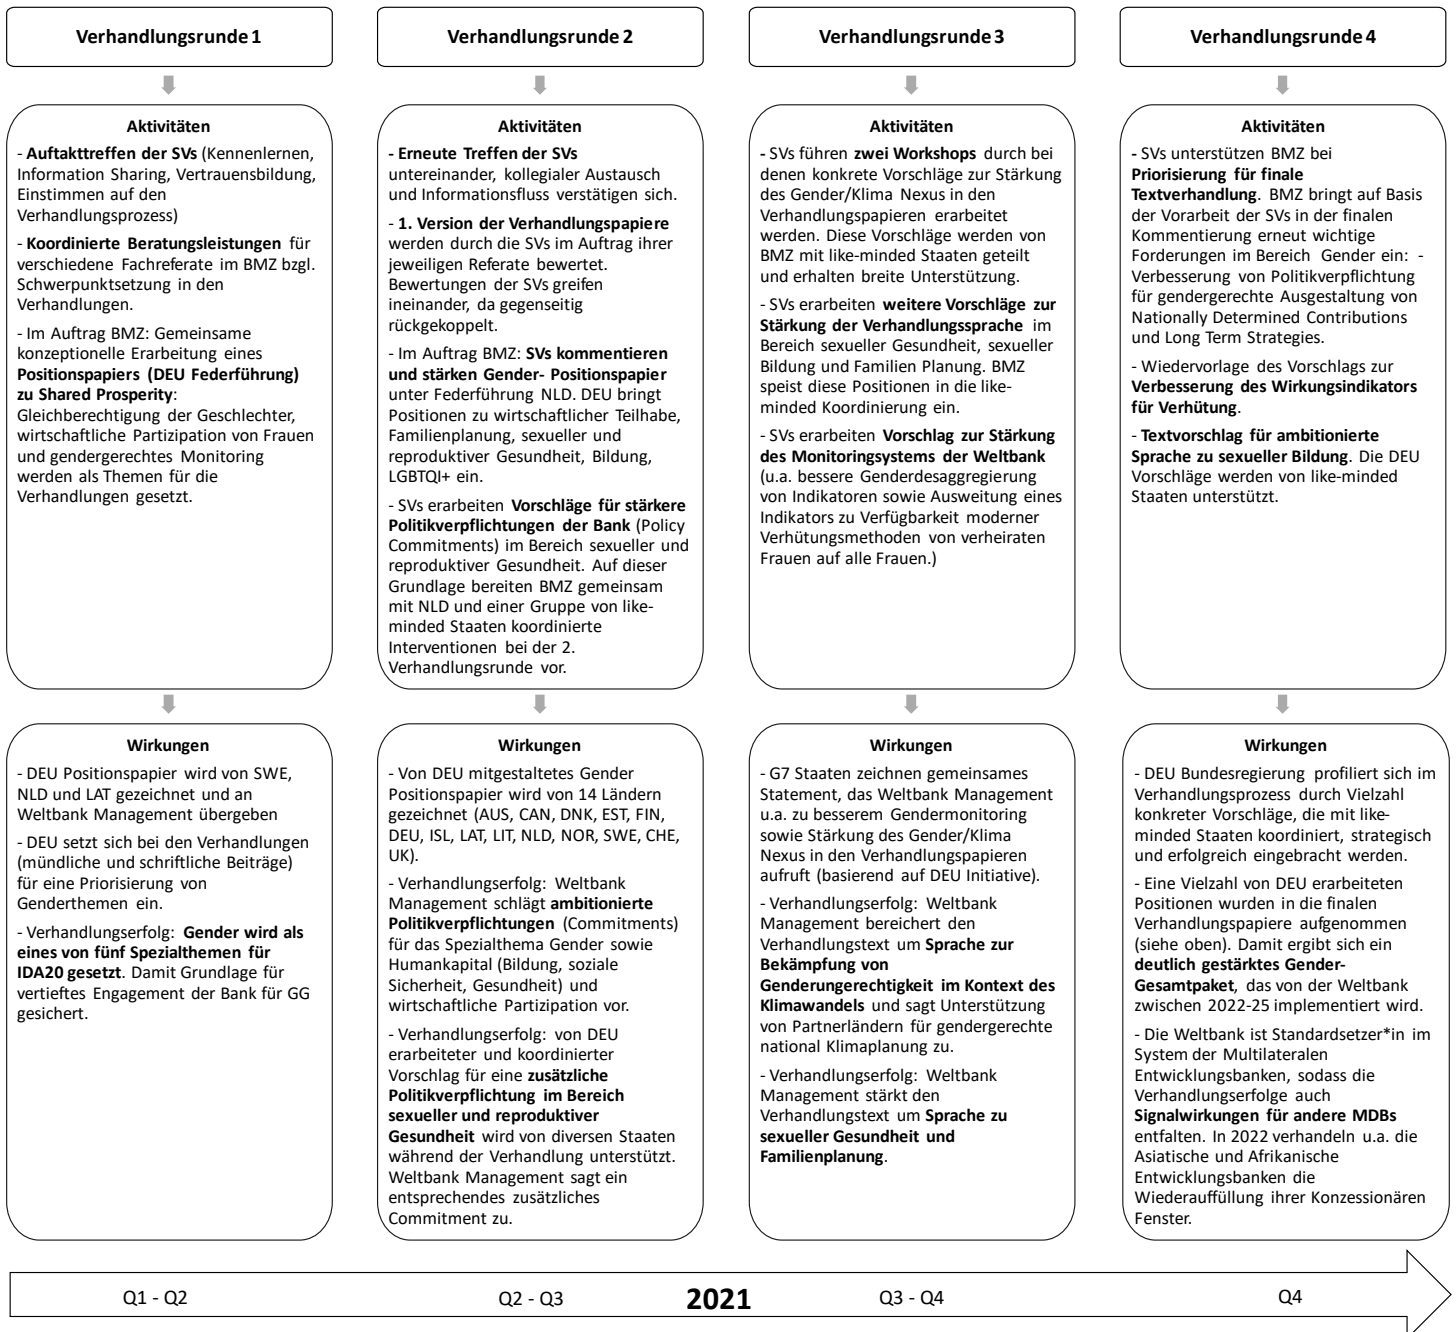 Verhandlungsrunde 1
Aktivitäten
- Auftakttreffen der SVs (Kennenlernen,
Information Sharing, Vertrauensbildung,
Einstimmen auf den
Verhandlungsprozess)
- Koordinierte Beratungsleistungen für
verschiedene Fachreferate im BMZ bzgl.
Schwerpunktsetzung in den
Verhandlungen.
- Im Auftrag BMZ: Gemeinsame
konzeptionelle Erarbeitung eines
Positionspapiers (DEU Federführung)
zu Shared Prosperity:
Gleichberechtigung der Geschlechter,
wirtschaftliche Partizipation von Frauen
und gendergerechtes Monitoring
werden als Themen für die
Verhandlungen gesetzt.
Wirkungen
- DEU Positionspapier wird von SWE,
NLD und LAT gezeichnet und an
Weltbank Management übergeben
- DEU setzt sich bei den Verhandlungen
(mündliche und schriftliche Beiträge)
für eine Priorisierung von
Genderthemen ein.
- Verhandlungserfolg: Gender wird als
eines von fünf Spezialthemen für
IDA20 gesetzt. Damit Grundlage für
vertieftes Engagement der Bank für GG
gesichert.
Verhandlungsrunde 2
Aktivitäten
- Erneute Treffen der SVs
untereinander, kollegialer Austausch
und Informationsfluss verstätigen sich.
- 1. Version der Verhandlungspapiere
werden durch die SVs im Auftrag ihrer
jeweiligen Referate bewertet.
Bewertungen der SVs greifen
ineinander, da gegenseitig
rückgekoppelt.
- Im Auftrag BMZ: SVs kommentieren
und stärken Gender- Positionspapier
unter Federführung NLD. DEU bringt
Positionen zu wirtschaftlicher Teilhabe,
Familienplanung, sexueller und
reproduktiver Gesundheit, Bildung,
LGBTQI+ ein.
- SVs erarbeiten Vorschläge für stärkere
Politikverpflichtungen der Bank (Policy
Commitments) im Bereich sexueller und
reproduktiver Gesundheit. Auf dieser
Grundlage bereiten BMZ gemeinsam
mit NLD und einer Gruppe von like-
minded Staaten koordinierte
Interventionen bei der 2.
Verhandlungsrunde vor.
Wirkungen
- Von DEU mitgestaltetes Gender
Positionspapier wird von 14 Ländern
gezeichnet (AUS, CAN, DNK, EST, FIN,
DEU, ISL, LAT, LIT, NLD, NOR, SWE, CHE,
UK).
- Verhandlungserfolg: Weltbank
Management schlägt ambitionierte
Politikverpflichtungen (Commitments)
für das Spezialthema Gender sowie
Humankapital (Bildung, soziale
Sicherheit, Gesundheit) und
wirtschaftliche Partizipation vor.
- Verhandlungserfolg: von DEU
erarbeiteter und koordinierter
Vorschlag für eine zusätzliche
Politikverpflichtung im Bereich
sexueller und reproduktiver
Gesundheit wird von diversen Staaten
während der Verhandlung unterstützt.
Weltbank Management sagt ein
entsprechendes zusätzliches
Commitment zu.
Verhandlungsrunde 3
Aktivitäten
- SVs führen zwei Workshops durch bei
denen konkrete Vorschläge zur Stärkung
des Gender/Klima Nexus in den
Verhandlungspapieren erarbeitet
werden. Diese Vorschläge werden von
BMZ mit like-minded Staaten geteilt
und erhalten breite Unterstützung.
- SVs erarbeiten weitere Vorschläge zur
Stärkung der Verhandlungssprache im
Bereich sexueller Gesundheit, sexueller
Bildung und Familien Planung. BMZ
speist diese Positionen in die like-
minded Koordinierung ein.
- SVs erarbeiten Vorschlag zur Stärkung
des Monitoringsystems der Weltbank
(u.a. bessere Genderdesaggregierung
von Indikatoren sowie Ausweitung eines
Indikators zu Verfügbarkeit moderner
Verhütungsmethoden von verheiraten
Frauen auf alle Frauen.)
Wirkungen
- G7 Staaten zeichnen gemeinsames
Statement, das Weltbank Management
u.a. zu besserem Gendermonitoring
sowie Stärkung des Gender/Klima
Nexus in den Verhandlungspapieren
aufruft (basierend auf DEU Initiative).
- Verhandlungserfolg: Weltbank
Management bereichert den
Verhandlungstext um Sprache zur
Bekämpfung von
Genderungerechtigkeit im Kontext des
Klimawandels und sagt Unterstützung
von Partnerländern für gendergerechte
national Klimaplanung zu.
- Verhandlungserfolg: Weltbank
Management stärkt den
Verhandlungstext um Sprache zu
sexueller Gesundheit und
Familienplanung.
Verhandlungsrunde 4
Aktivitäten
- SVs unterstützen BMZ bei
Priorisierung für finale
Textverhandlung. BMZ bringt auf Basis
der Vorarbeit der SVs in der finalen
Kommentierung erneut wichtige
Forderungen im Bereich Gender ein: -
Verbesserung von Politikverpflichtung
für gendergerechte Ausgestaltung von
Nationally Determined Contributions
und Long Term Strategies.
- Wiedervorlage des Vorschlags zur
Verbesserung des Wirkungsindikators
für Verhütung.
- Textvorschlag für ambitionierte
Sprache zu sexueller Bildung. Die DEU
Vorschläge werden von like-minded
Staaten unterstützt.
Wirkungen
- DEU Bundesregierung profiliert sich im
Verhandlungsprozess durch Vielzahl
konkreter Vorschläge, die mit like-
minded Staaten koordiniert, strategisch
und erfolgreich eingebracht werden.
- Eine Vielzahl von DEU erarbeiteten
Positionen wurden in die finalen
Verhandlungspapiere aufgenommen
(siehe oben). Damit ergibt sich ein
deutlich gestärktes Gender-
Gesamtpaket, das von der Weltbank
zwischen 2022-25 implementiert wird.
- Die Weltbank ist Standardsetzer*in im
System der Multilateralen
Entwicklungsbanken, sodass die
Verhandlungserfolge auch
Signalwirkungen für andere MDBs
entfalten. In 2022 verhandeln u.a. die
Asiatische und Afrikanische
Entwicklungsbanken die
Wiederauffüllung ihrer Konzessionären
Fenster.
Q1 - Q2
Q2 - Q3
2021
Q3 - Q4
Q4